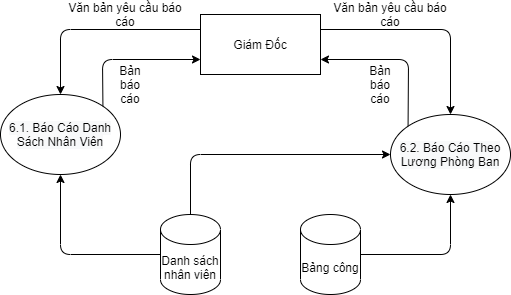 Văn bản yêu cầu báo
cáo
Văn bản yêu cầu báo
cáo
Giám Đốc
Bản
báo
cáo
Bản
báo
cáo
6.1. Báo Cáo Danh
Sách Nhân Viên
6.2. Báo Cáo Theo
Lương Phòng Ban
Danh sách
nhân viên
Bảng công